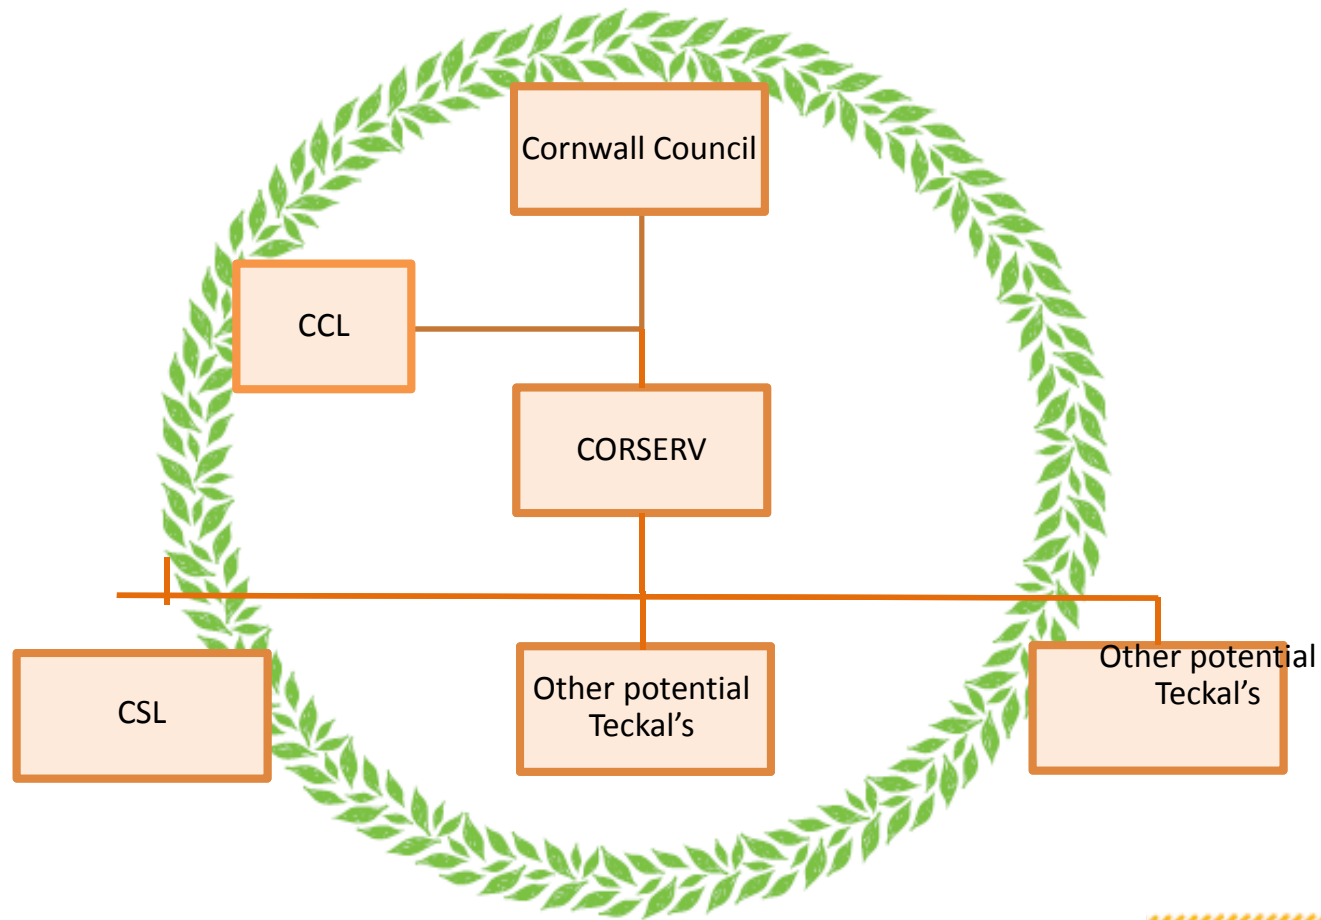 Cornwall Council
CCL
CORSERV
CSL
Other potential
Teckal’s
Other potential
Teckal’s